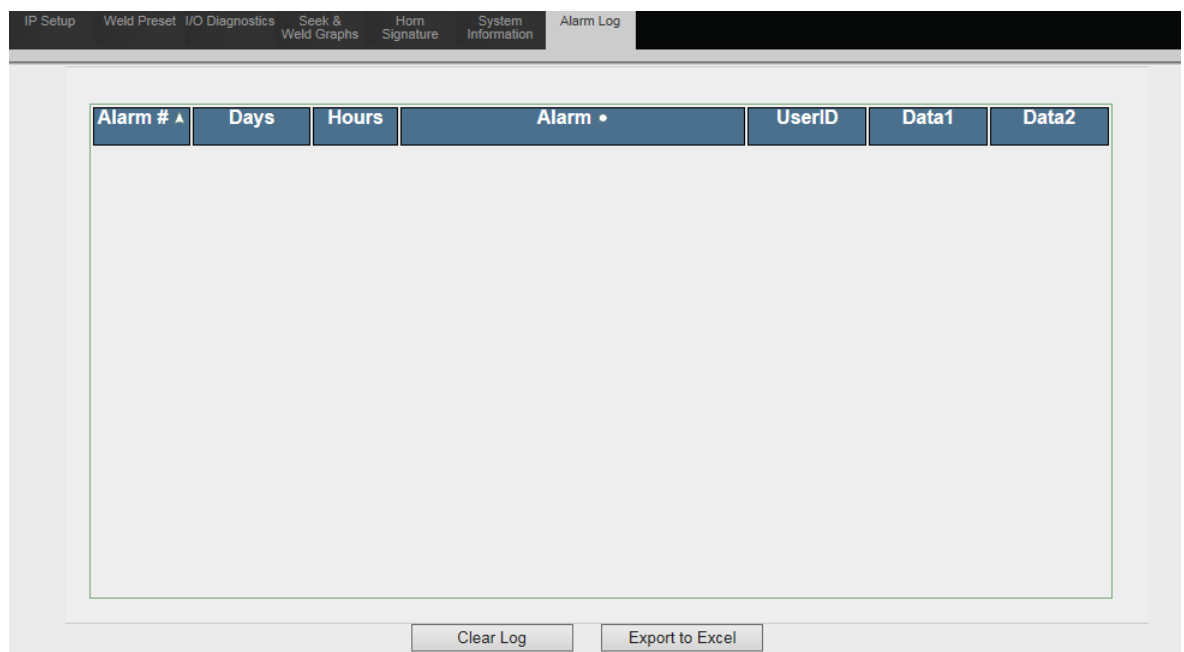 IP Setup Weld Preset I/O Diagnostics Seek & Weld Graphs Horn Signature System Information Alarm Log
Alarm # Days Hours Alarm • UserID Data1 Data2
Clear Log Export to Excel